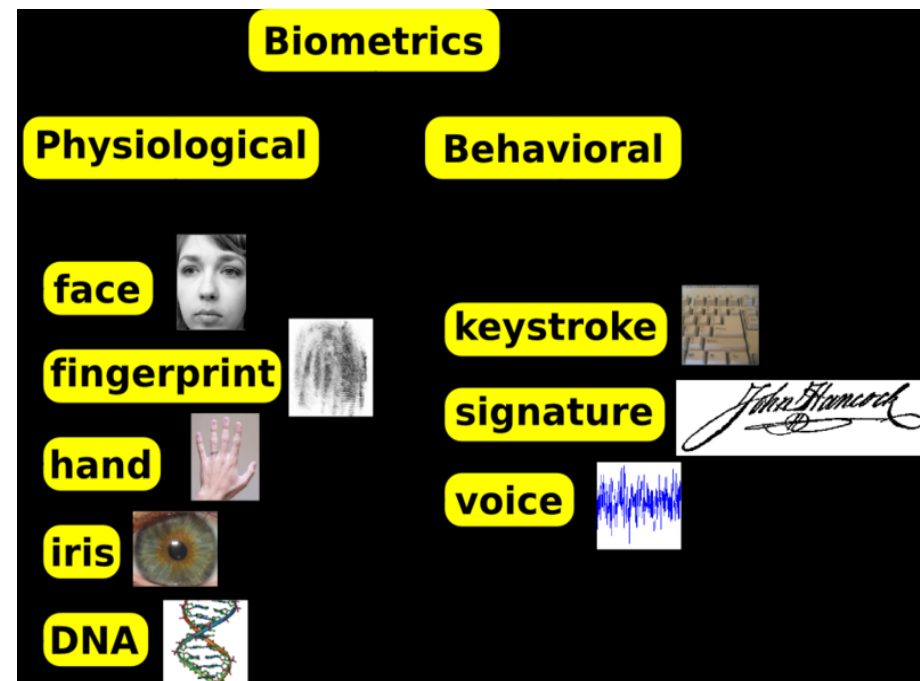 Biometrics
Physiological
Behavioral
face
fingerprint
hand
iris
DNA
keystroke
signature
John Hancock
voice